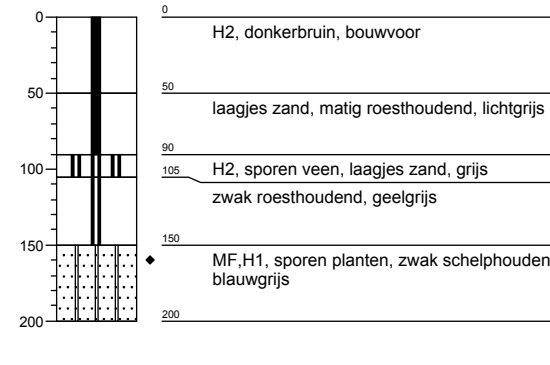 0
50
100
150
200
0
H2, donkerbruin, bouwvoor
50
laagjes zand, matig roesthoudend, lichtgrijs
90
H2, sporen veen, laagjes zand, grijs
105
zwak roesthoudend, geelgrijs
150
MF,H1, sporen planten, zwak schelphouden
blauwgrijs
200